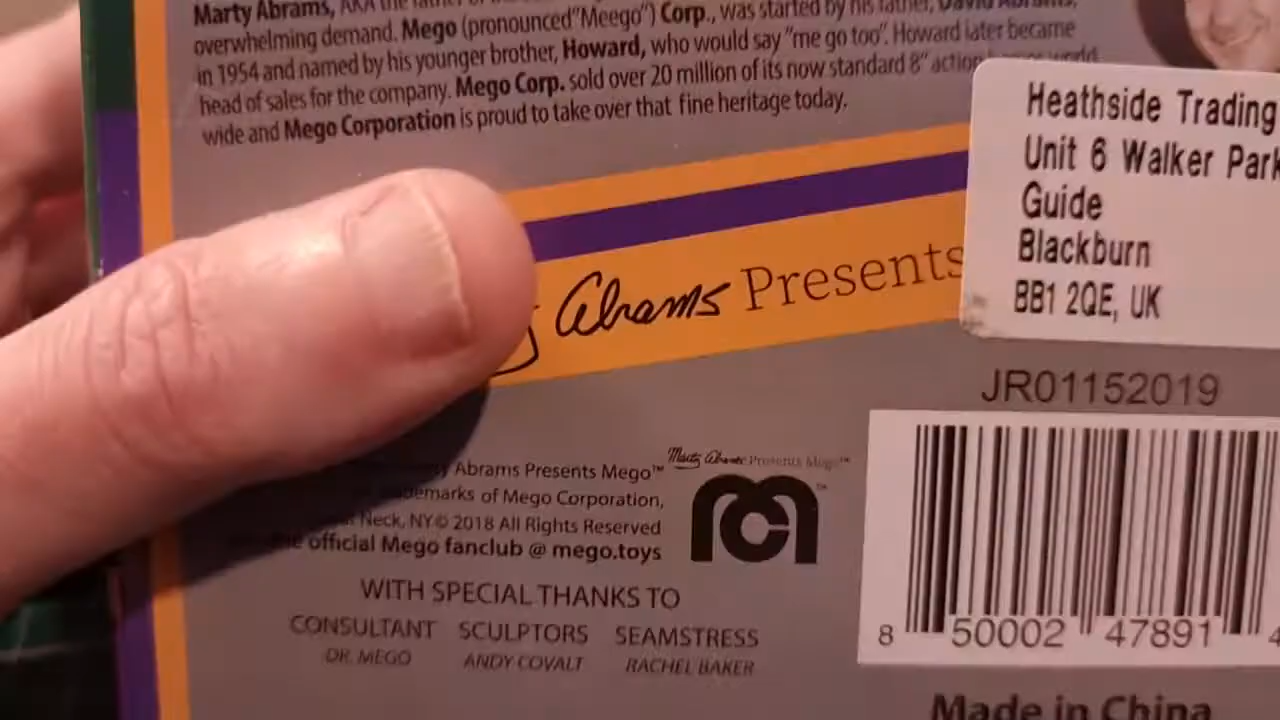 Marty Abrams, AKA the father of
overwhelming demand. Mego (pronounced"Meego") Corp., was started by his father, David Abrams,
in 1954 and named by his younger brother, Howard, who would say "me go too". Howard later became
head of sales for the company. Mego Corp. sold over 20 million of its now standard 8" action
wide and Mego Corporation is proud to take over that fine heritage today.
Heathside Trading
Unit 6 Walker Park
Guide
Blackburn
BB1 2QE, UK
Abrams Presents
JR01152019
Abrams Presents Mego™
of Mego Corporation,
Neck, NY© 2018 All Rights Reserved
official Mego fanclub @ mego.toys
Marty Abrams Presents Mego™
WITH SPECIAL THANKS TO
CONSULTANT SCULPTORS SEAMSTRESS
DR. MEGO ANDY COVALT RACHEL BAKER
8 50002 47891 4
Made in China